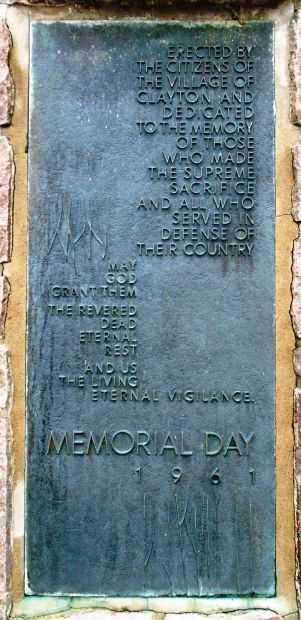 ERECTED BY
THE CITIZENS OF
THE VILLAGE OF
CLAYTON AND
DEDICATED
TO THE MEMORY
OF THOSE
WHO MADE
THE SUPREME
SACRIFICE
AND ALL WHO
SERVED IN
DEFENSE OF
THEIR COUNTRY
MAY
GOD
GRANT THEM
THE REVERED
DEAD
ETERNAL
REST
AND US
THE LIVING
ETERNAL VIGILANCE.
MEMORIAL DAY
1961